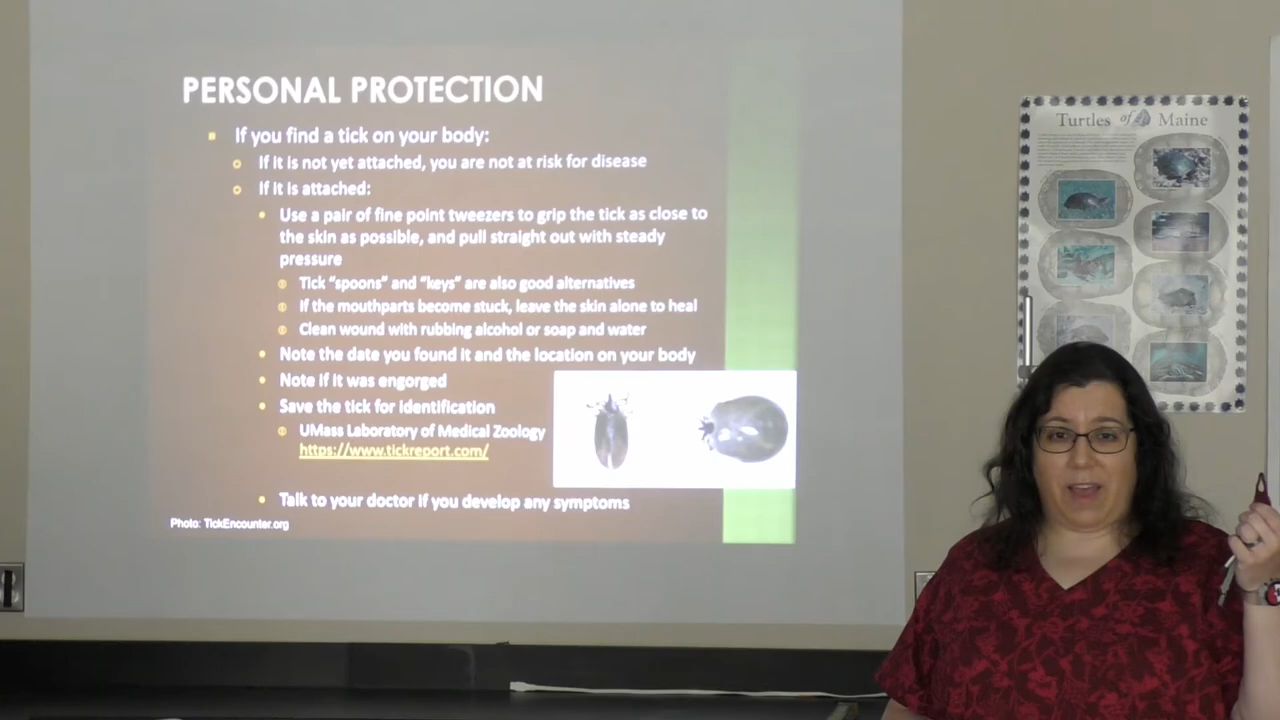 PERSONAL PROTECTION
If you find a tick on your body:
If it is not yet attached, you are not at risk for disease
If it is attached:
Use a pair of fine point tweezers to grip the tick as close to
the skin as possible, and pull straight out with steady
pressure
Tick “spoons” and “keys” are also good alternatives
If the mouthparts become stuck, leave the skin alone to heal
Clean wound with rubbing alcohol or soap and water
Note the date you found it and the location on your body
Note if it was engorged
Save the tick for identification
UMass Laboratory of Medical Zoology
https://www.tickreport.com/
Talk to your doctor if you develop any symptoms
Photo: TickEncounter.org
Turtles of Maine